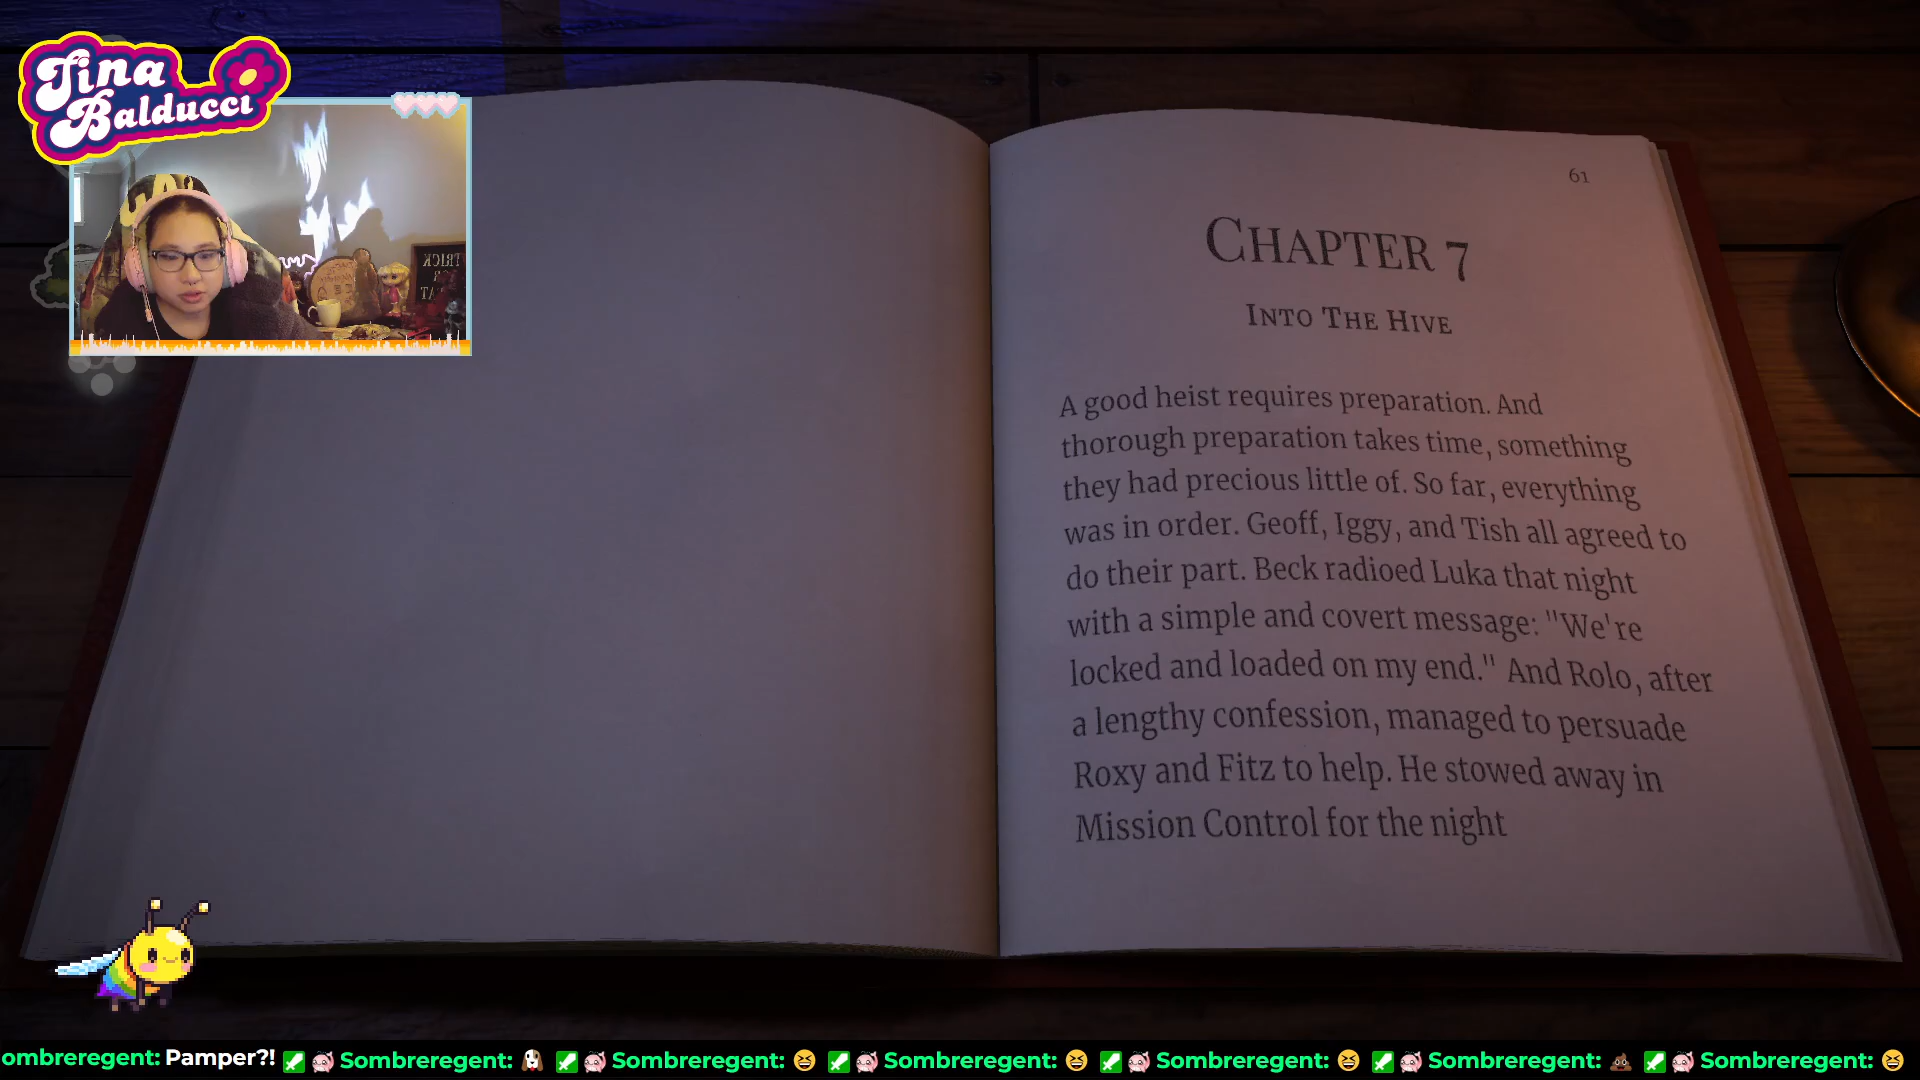 Tina
Balducci
TRICK
OR
TREAT
61
CHAPTER 7
INTO THE HIVE
A good heist requires preparation. And
thorough preparation takes time, something
they had precious little of. So far, everything
was in order. Geoff, Iggy, and Tish all agreed to
do their part. Beck radioed Luka that night
with a simple and covert message: "We're
locked and loaded on my end." And Rolo, after
a lengthy confession, managed to persuade
Roxy and Fitz to help. He stowed away in
Mission Control for the night
ombreregent: Pamper?! Sombreregent: Sombreregent: Sombreregent: Sombreregent: Sombreregent: Sombreregent: